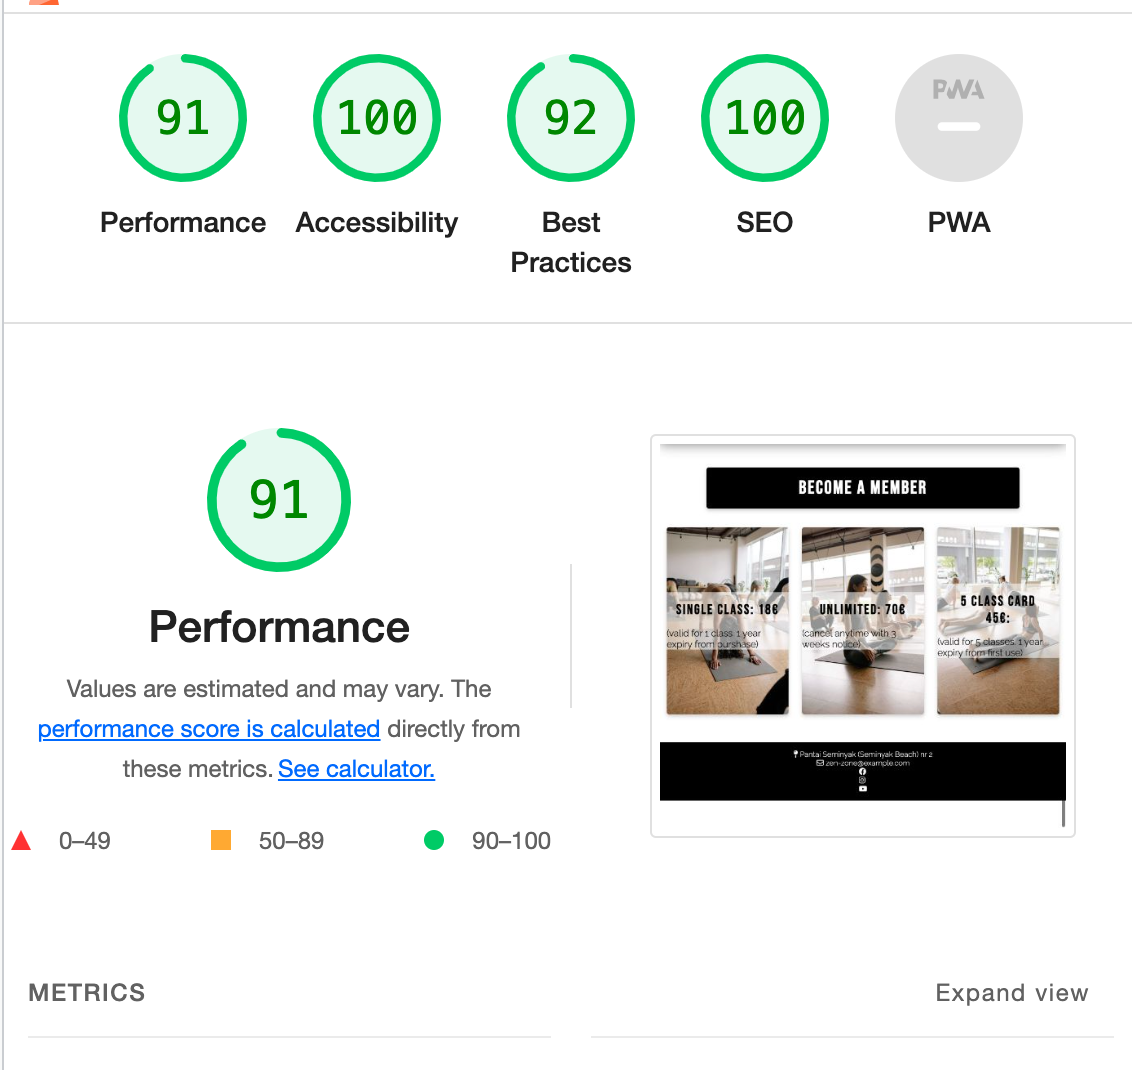 91
100
92
100
PWA
Performance
Accessibility
Best
Practices
SEO
PWA
91
Performance
Values are estimated and may vary. The
performance score is calculated directly from
these metrics. See calculator.
0–49
50–89
90–100
BECOME A MEMBER
SINGLE CLASS: 18€
(valid for 1 class, 1 year
expiry from purshase)
UNLIMITED: 70€
(cancel anytime with 3
weeks notice)
5 CLASS CARD
45€:
(valid for 5 classes, 1 year
expiry from first use)
Pantai Seminyak (Seminyak Beach) nr 2
zen-zone@example.com
METRICS
Expand view